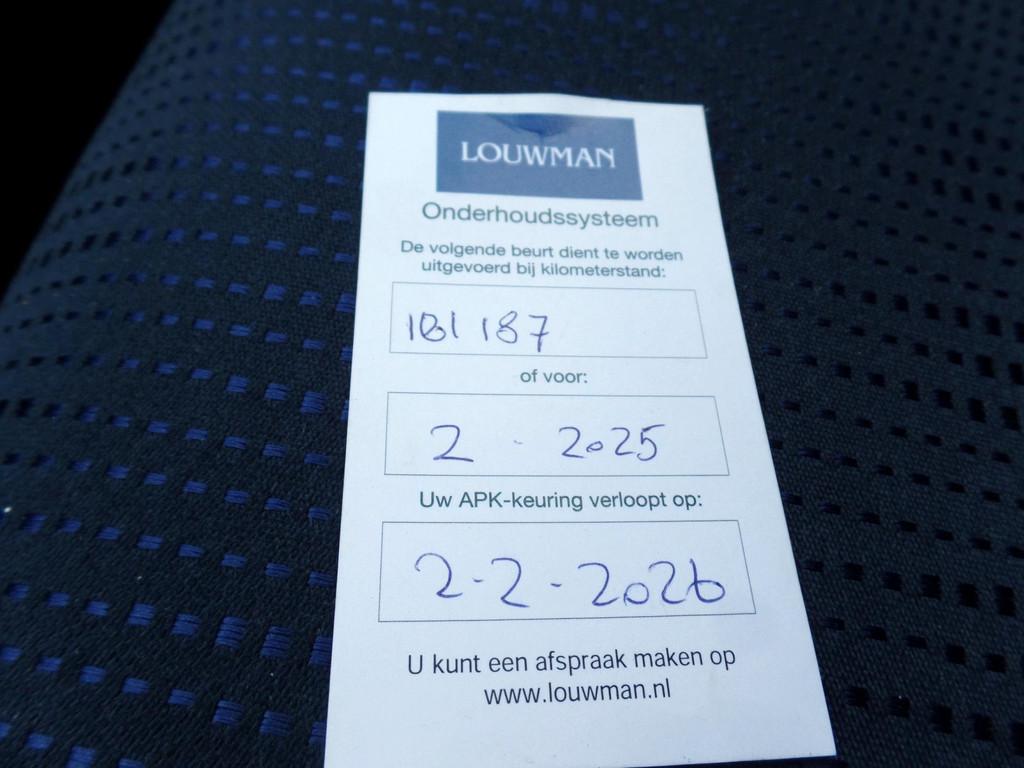 LOUWMAN
Onderhoudssysteem
De volgende beurt dient te worden
uitgevoerd bij kilometerstand:
181 187
of voor:
2 - 2025
Uw APK-keuring verloopt op:
2-2-2026
U kunt een afspraak maken op
www.louwman.nl